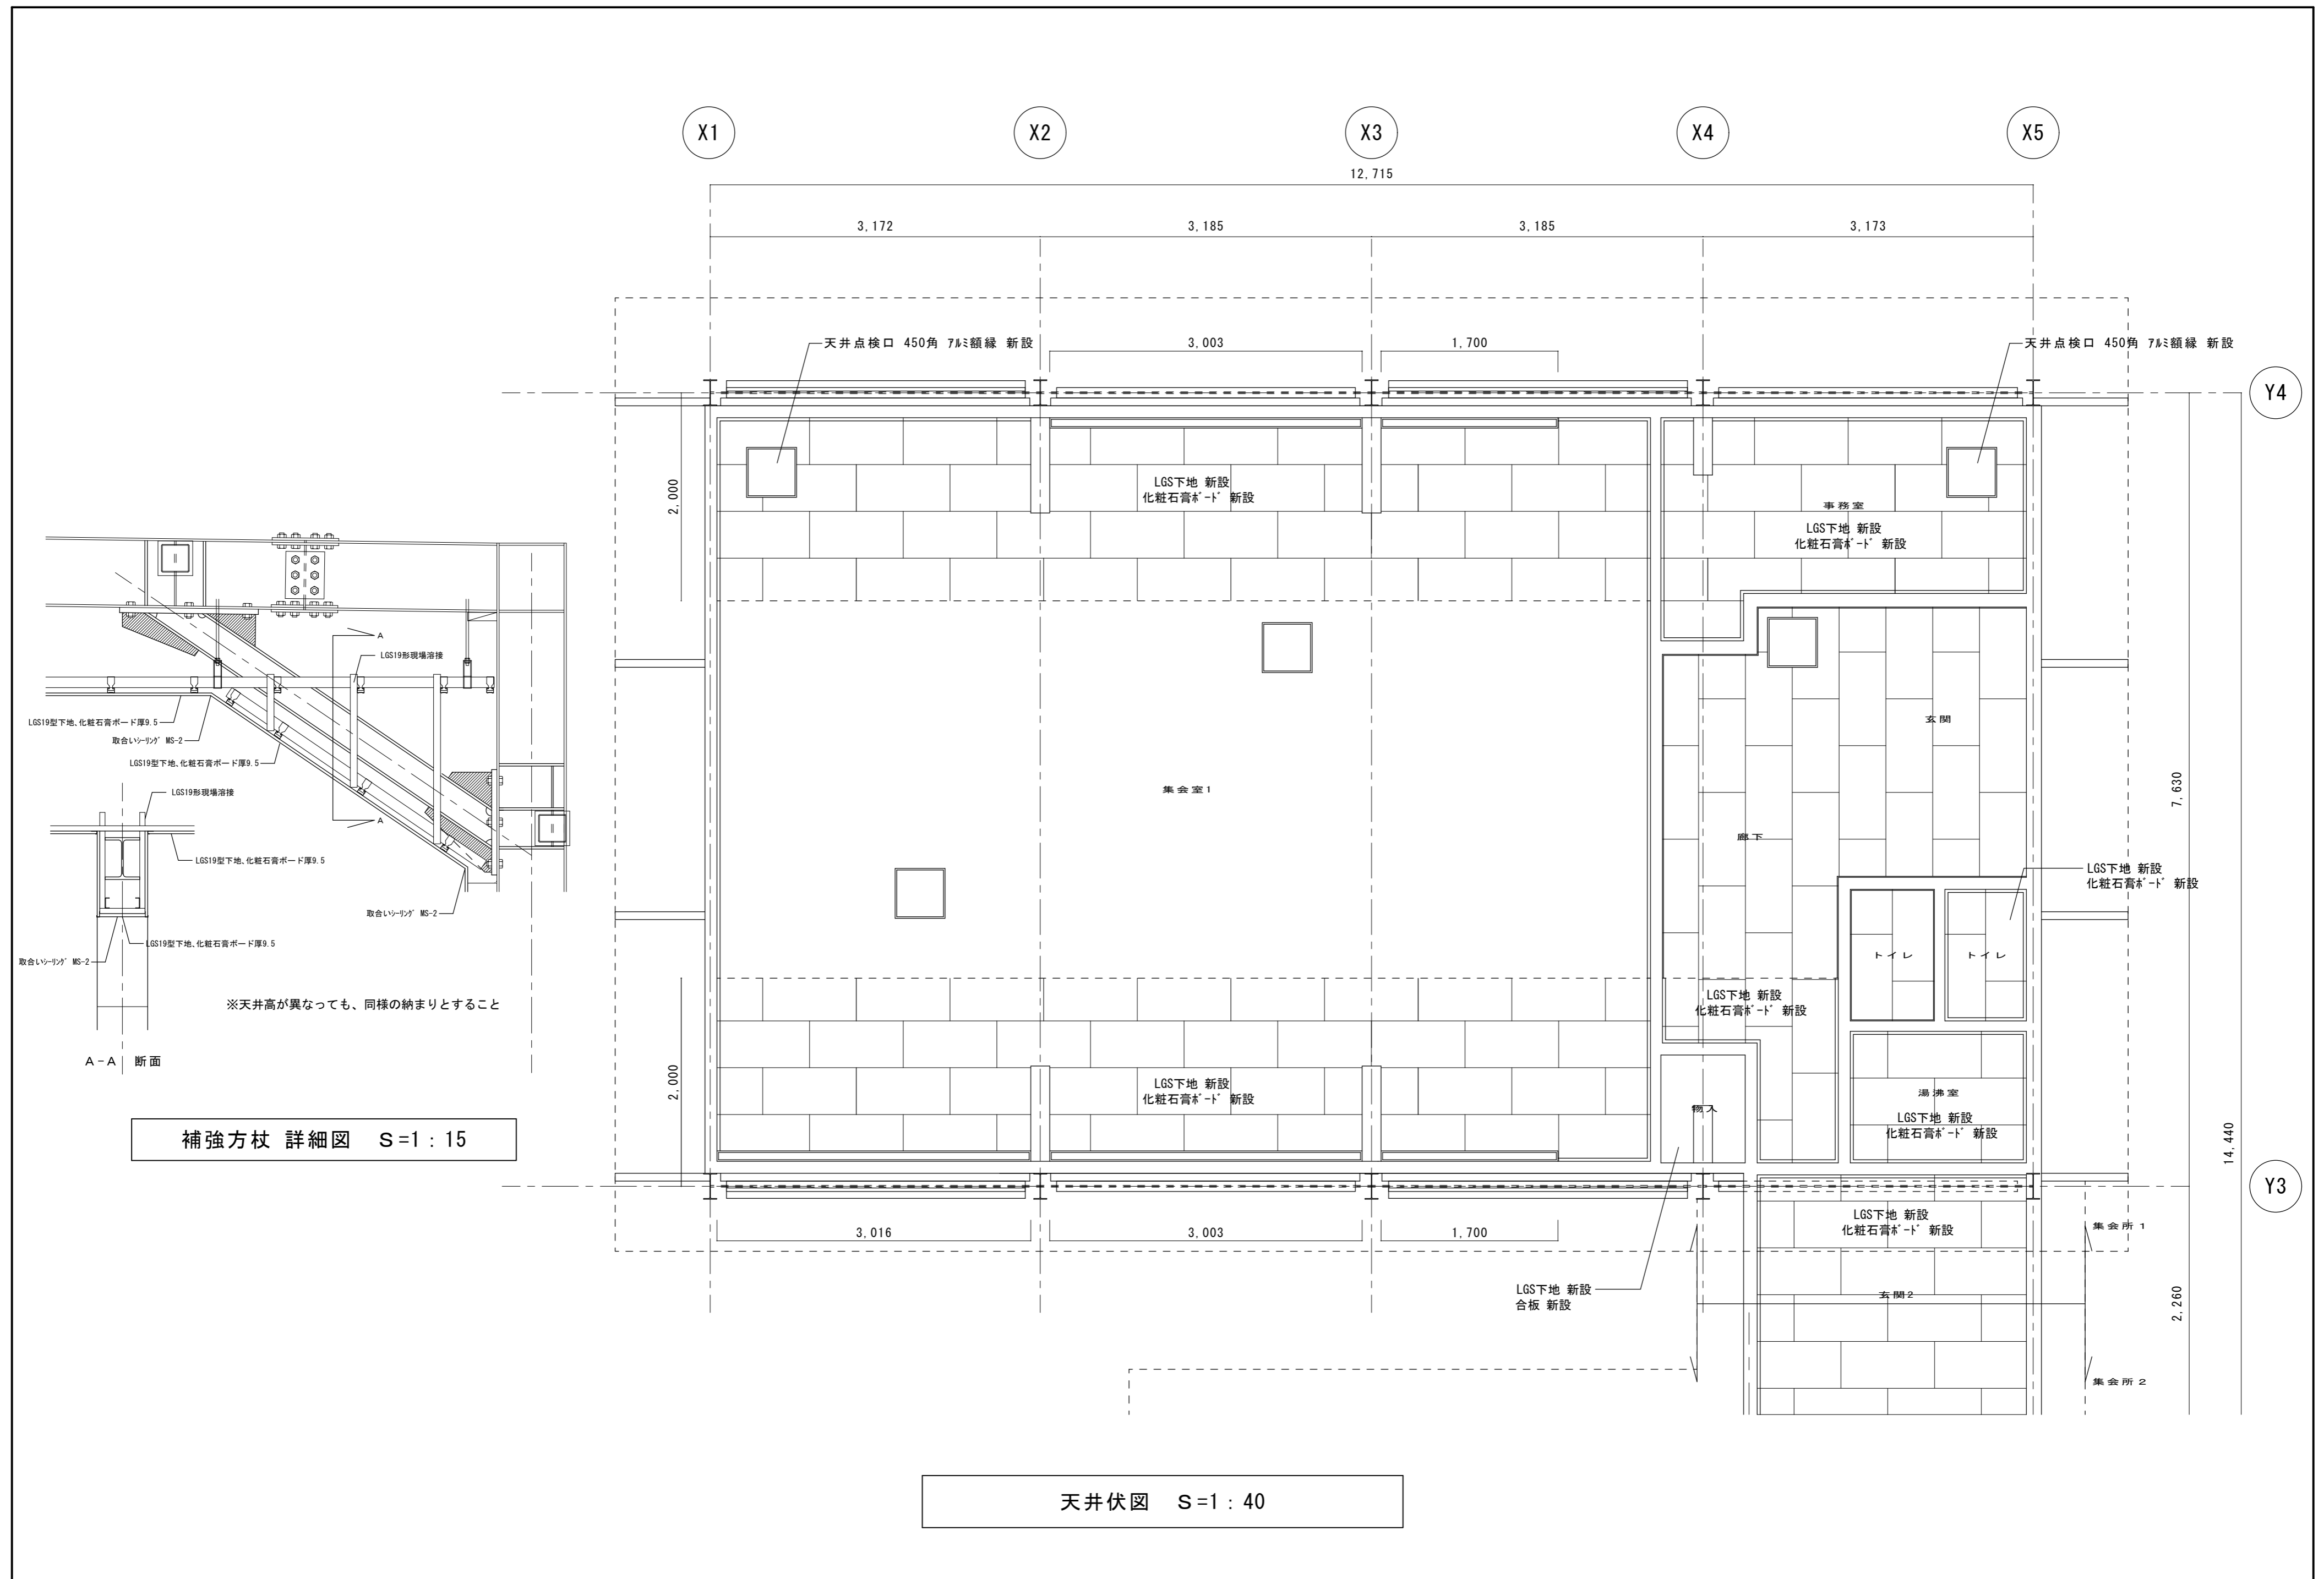 X1
X2
X3
X4
X5
12,715
3,172
3,185
3,185
3,173
天井点検口 450角 ｱﾙﾐ額縁 新設
3,003
1,700
天井点検口 450角 ｱﾙﾐ額縁 新設
Y4
2,000
LGS下地 新設
化粧石膏ﾎﾞｰﾄﾞ 新設
事務室
LGS下地 新設
化粧石膏ﾎﾞｰﾄﾞ 新設
A
LGS19形現場溶接
LGS19型下地、化粧石膏ボード厚9.5
取合いｼｰﾘﾝｸﾞ MS-2
LGS19型下地、化粧石膏ボード厚9.5
LGS19形現場溶接
A
LGS19型下地、化粧石膏ボード厚9.5
取合いｼｰﾘﾝｸﾞ MS-2
LGS19型下地、化粧石膏ボード厚9.5
取合いｼｰﾘﾝｸﾞ MS-2
※天井高が異なっても、同様の納まりとすること
A-A 断面
補強方杖 詳細図 S=1：15
集会室1
玄関
廊下
7,630
LGS下地 新設
化粧石膏ﾎﾞｰﾄﾞ 新設
トイレ
トイレ
LGS下地 新設
化粧石膏ﾎﾞｰﾄﾞ 新設
2,000
LGS下地 新設
化粧石膏ﾎﾞｰﾄﾞ 新設
物入
湯沸室
LGS下地 新設
化粧石膏ﾎﾞｰﾄﾞ 新設
14,440
Y3
3,016
3,003
1,700
LGS下地 新設
化粧石膏ﾎﾞｰﾄﾞ 新設
集会所1
LGS下地 新設
合板 新設
玄関2
2,260
集会所2
天井伏図 S=1：40